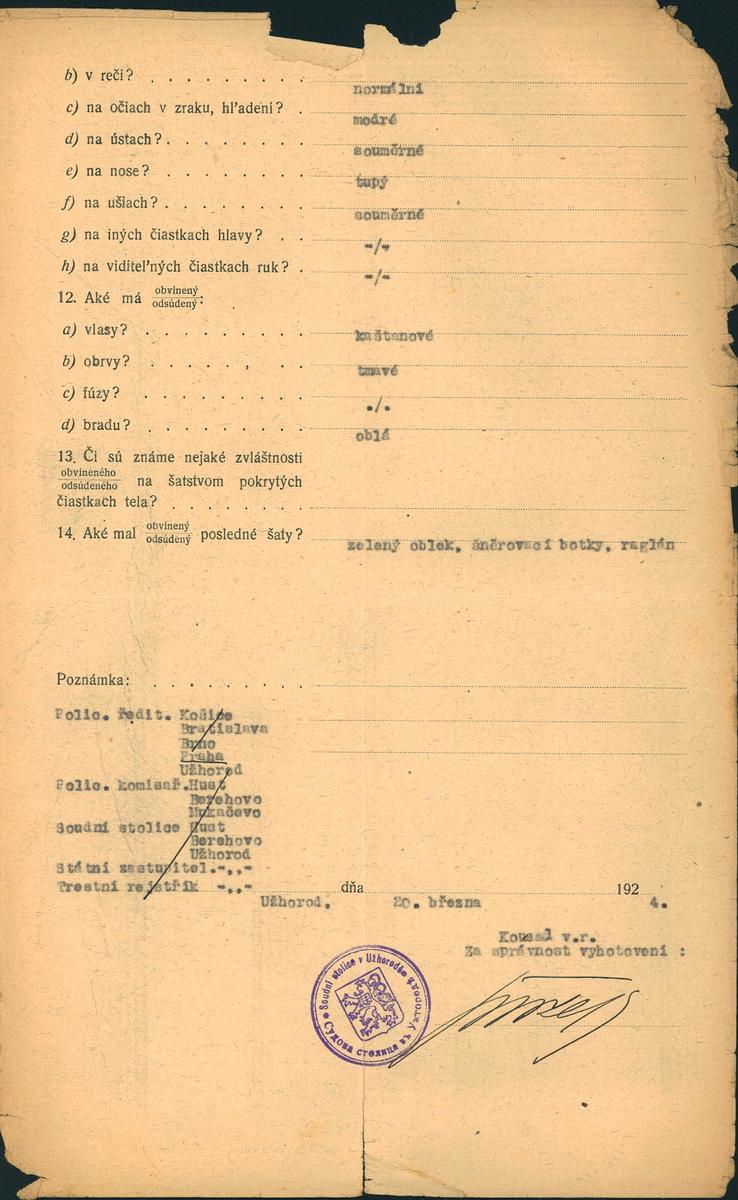 b) v reči? . . . . . . . . . . normální
c) na očiach v zraku, hľadení? . modré
d) na ústach? . . . . . . . . souměrné
e) na nose? . . . . . . . . . tupý
f) na ušiach? . . . . . . . . souměrné
g) na iných čiastkach hlavy? . . -/-
h) na viditeľných čiastkach ruk? . -/-
12. Aké má obvinený/odsúdený:
a) vlasy? . . . . . . . . . . kaštanové
b) obrvy? . . . . . , . . tmavé
c) fúzy? . . . . . . . . . . ./.
d) bradu? . . . . . . . . . . oblá
13. Či sú známe nejaké zvláštnosti
obvineného/odsúdeného na šatstvom pokrytých
čiastkach tela? . . . . . . . . .
14. Aké mal obvinený/odsúdený posledné šaty? zelený oblek, šněrovací botky, raglán
Poznámka: . . . . . . . . .
Polic. ředit. Košice
Bratislava
Brno
Praha
Užhorod
Polic. komisař. Hust
Berehovo
Mukačevo
Soudní stolice Hust
Berehovo
Užhorod
Státní zastupitel.-,,-
Trestní rejstřík -,,- dňa 192
Užhorod, 20. března 4.
Kousal v.r.
Za správnost vyhotovení :
Soudní stolice v Užhorodě
Судова столиця въ Ужгородѣ